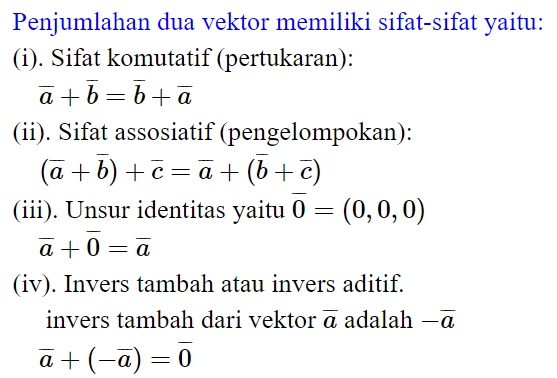 Penjumlahan dua vektor memiliki sifat-sifat yaitu:
(i). Sifat komutatif (pertukaran):
a̅ + b̅ = b̅ + a̅
(ii). Sifat assosiatif (pengelompokan):
(a̅ + b̅) + c̅ = a̅ + (b̅ + c̅)
(iii). Unsur identitas yaitu 0̅ = (0, 0, 0)
a̅ + 0̅ = a̅
(iv). Invers tambah atau invers aditif.
invers tambah dari vektor a̅ adalah −a̅
a̅ + (−a̅) = 0̅